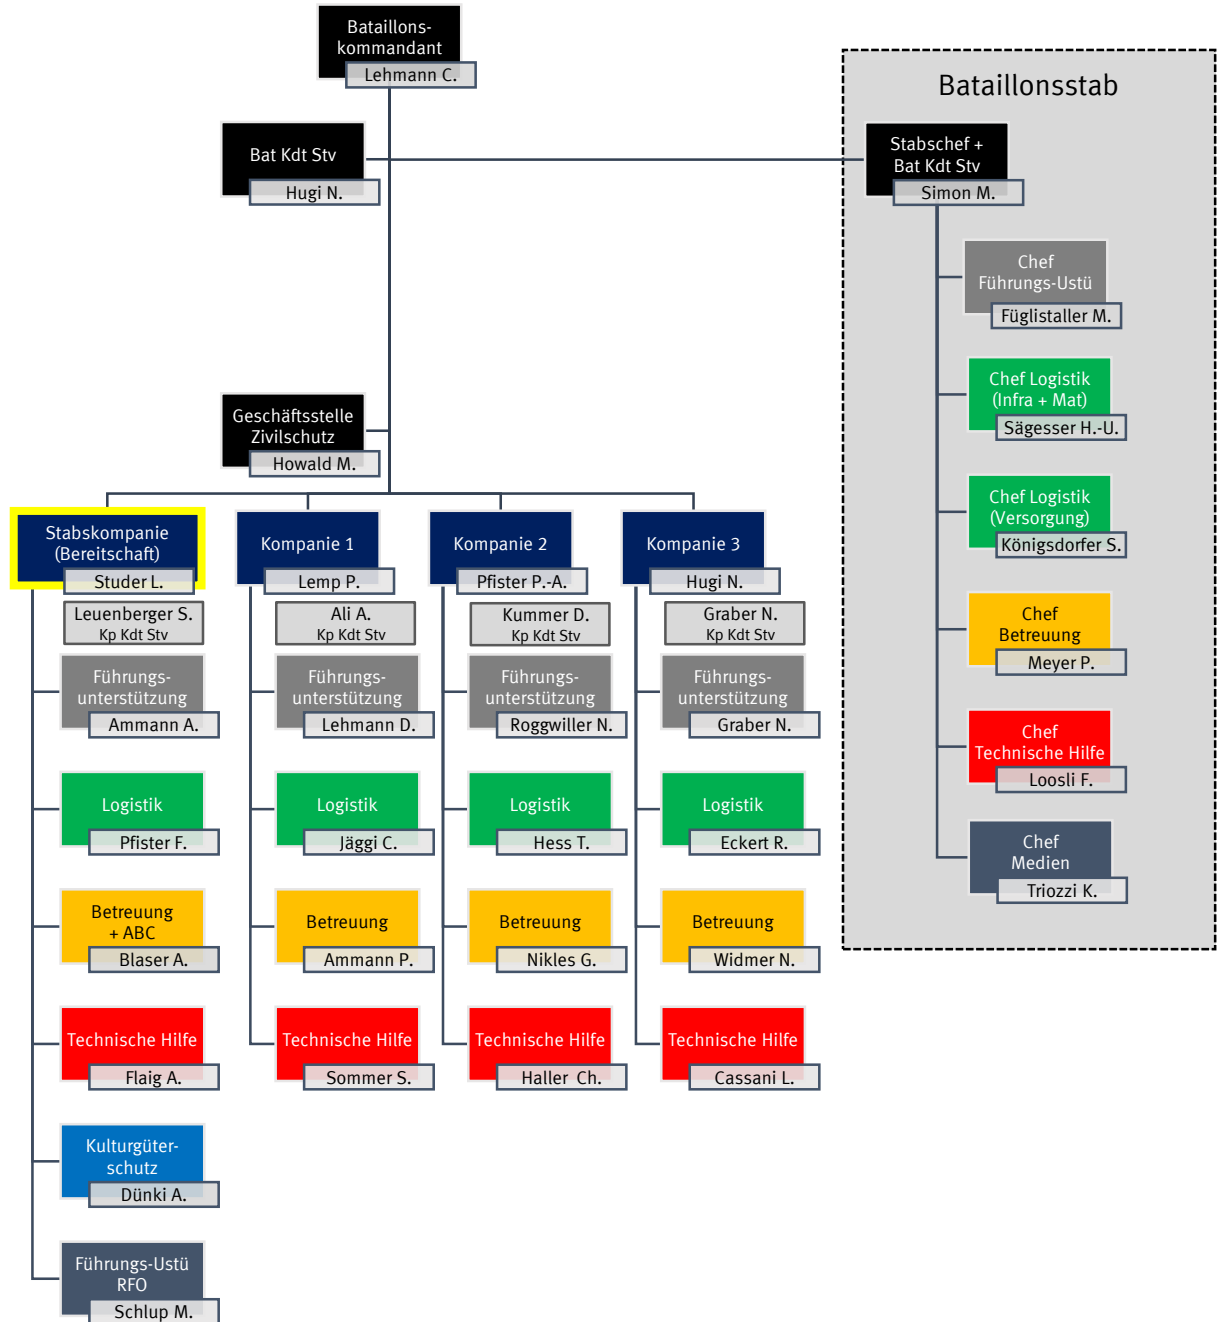 Bataillons-
kommandant
Lehmann C.
Bat Kdt Stv
Hugi N.
Geschäftsstelle
Zivilschutz
Howald M.
Stabskompanie
(Bereitschaft)
Studer L.
Leuenberger S.
Kp Kdt Stv
Führungs-
unterstützung
Ammann A.
Logistik
Pfister F.
Betreuung
+ ABC
Blaser A.
Technische Hilfe
Flaig A.
Kulturgüter-
schutz
Dünki A.
Führungs-Ustü
RFO
Schlup M.
Kompanie 1
Lemp P.
Ali A.
Kp Kdt Stv
Führungs-
unterstützung
Lehmann D.
Logistik
Jäggi C.
Betreuung
Ammann P.
Technische Hilfe
Sommer S.
Kompanie 2
Pfister P.-A.
Kummer D.
Kp Kdt Stv
Führungs-
unterstützung
Roggwiller N.
Logistik
Hess T.
Betreuung
Nikles G.
Technische Hilfe
Haller Ch.
Kompanie 3
Hugi N.
Graber N.
Kp Kdt Stv
Führungs-
unterstützung
Graber N.
Logistik
Eckert R.
Betreuung
Widmer N.
Technische Hilfe
Cassani L.
Bataillonsstab
Stabschef +
Bat Kdt Stv
Simon M.
Chef
Führungs-Ustü
Füglistaller M.
Chef Logistik
(Infra + Mat)
Sägesser H.-U.
Chef Logistik
(Versorgung)
Königsdorfer S.
Chef
Betreuung
Meyer P.
Chef
Technische Hilfe
Loosli F.
Chef
Medien
Triozzi K.